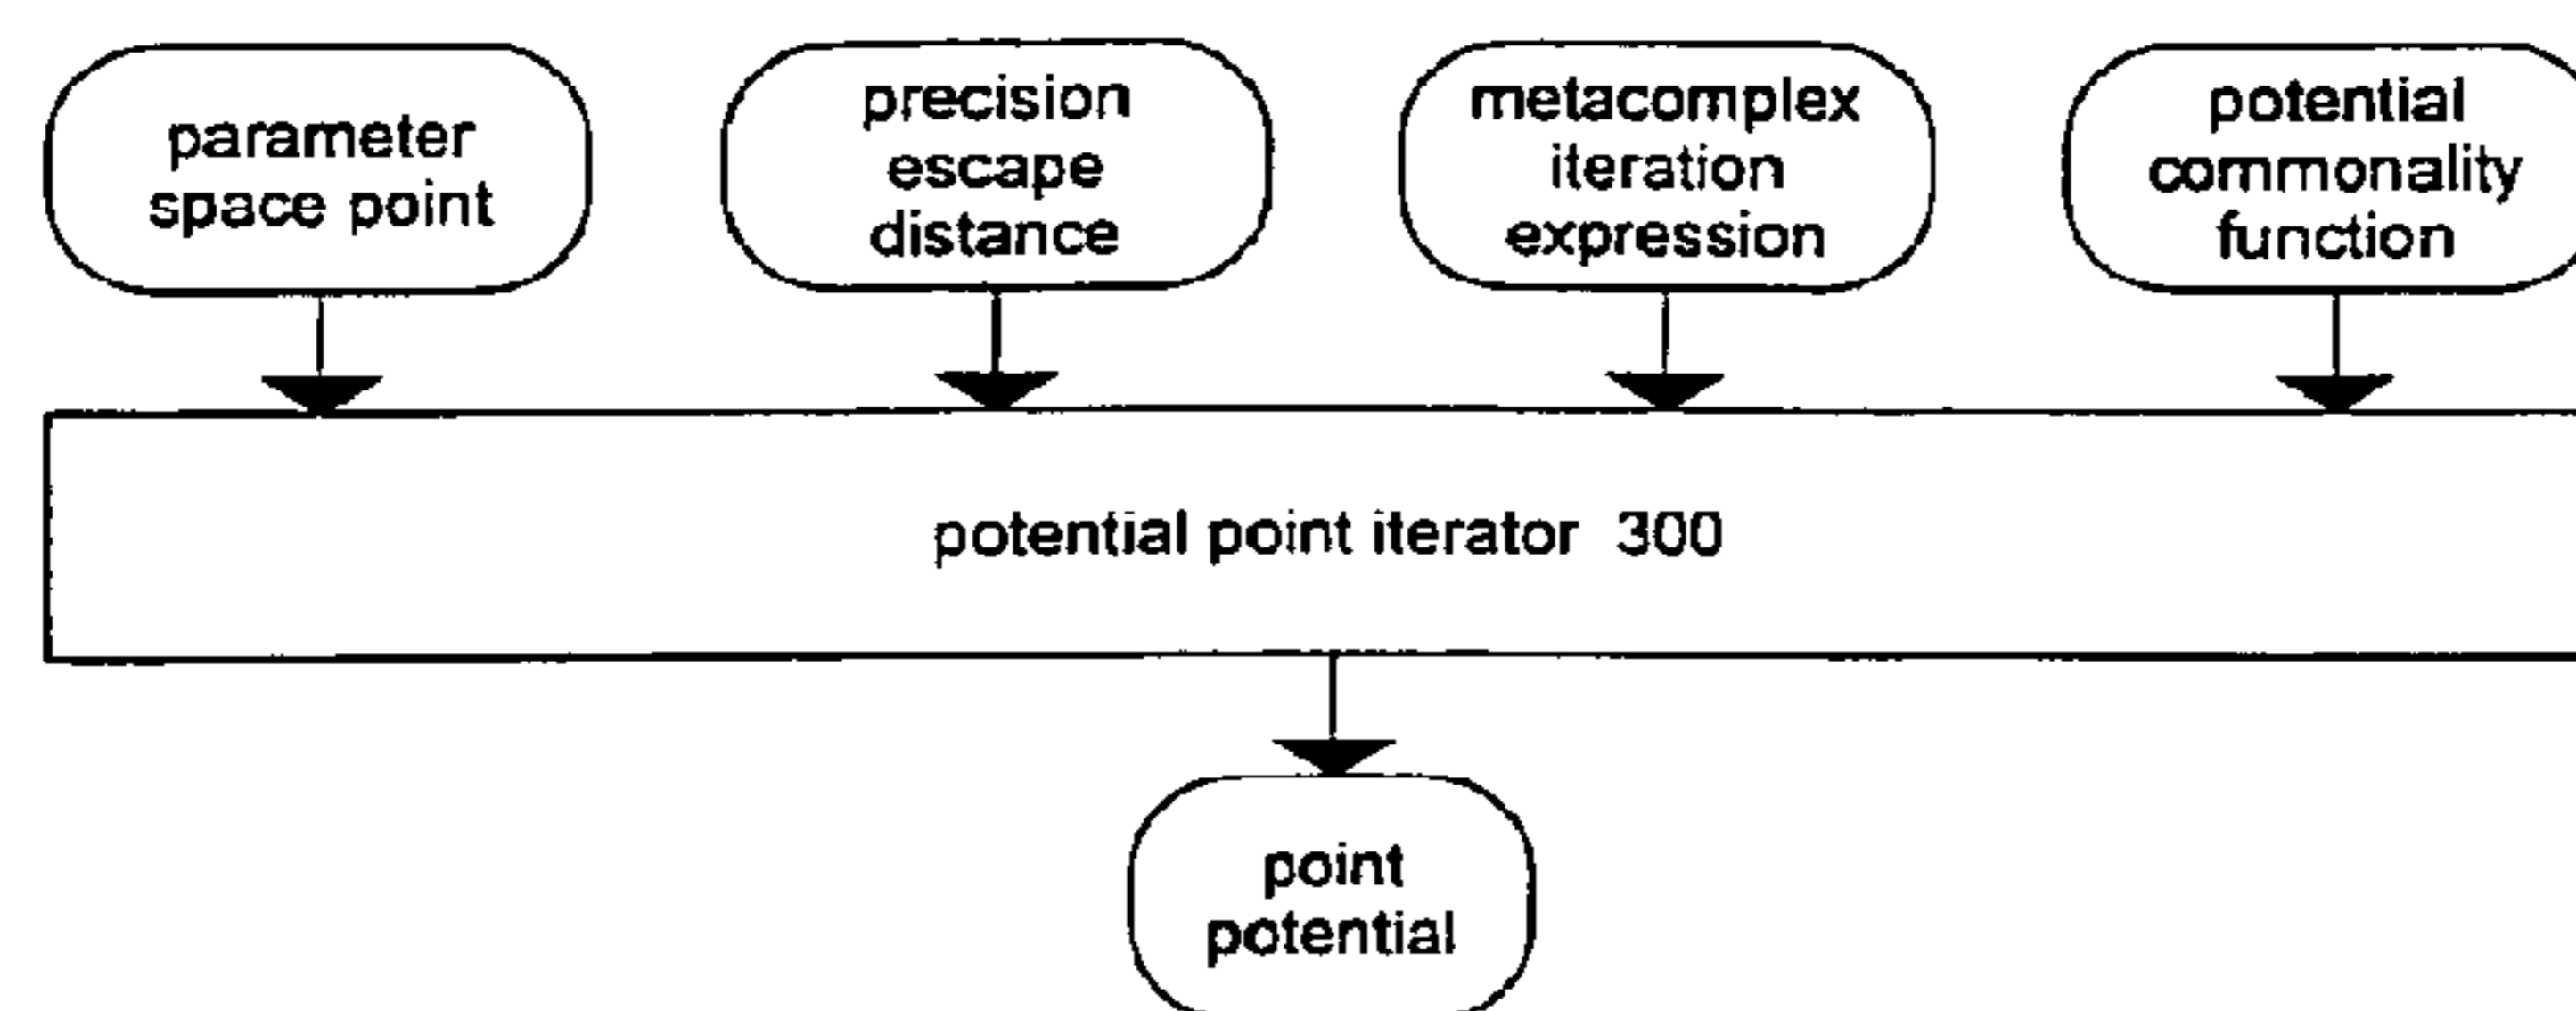 parameter
space point
precision
escape
distance
metacomplex
iteration
expression
potential
commonality
function
potential point iterator 300
point
potential